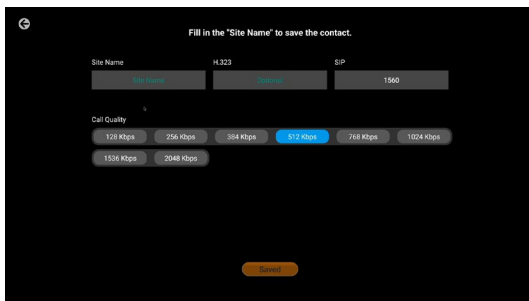 Fill in the "Site Name" to save the contact.
Site Name H.323 SIP
Site Name Optional 1560
Call Quality
128 Kbps 256 Kbps 384 Kbps 512 Kbps 768 Kbps 1024 Kbps
1536 Kbps 2048 Kbps
Saved